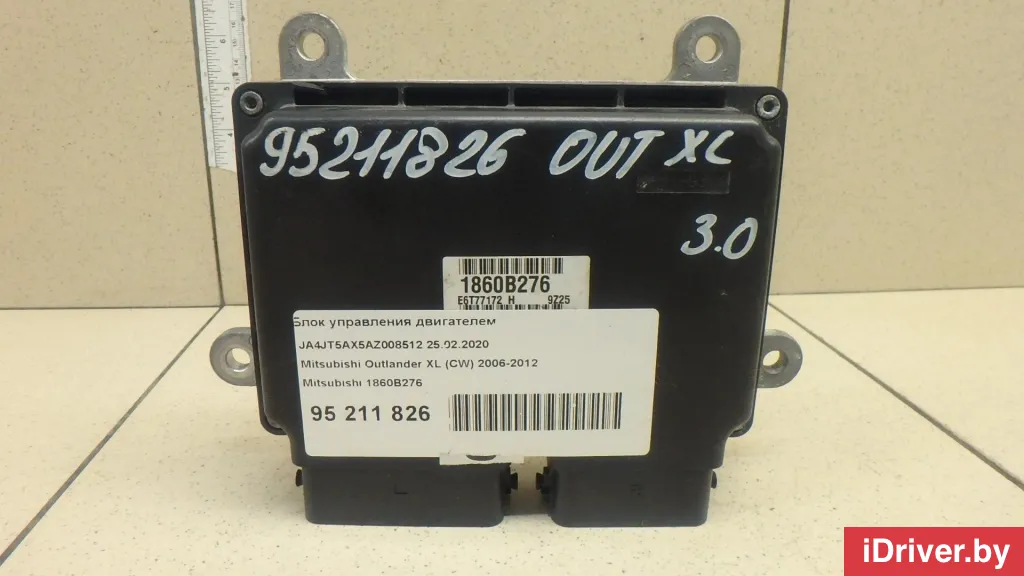 95211826 OUT XL
3.0
1860B276
E6T77172 H 9Z25
Блок управления двигателем
JA4JT5AX5AZ008512 25.02.2020
Mitsubishi Outlander XL (CW) 2006-2012
Mitsubishi 1860B276
95 211 826
L
iDriver.by